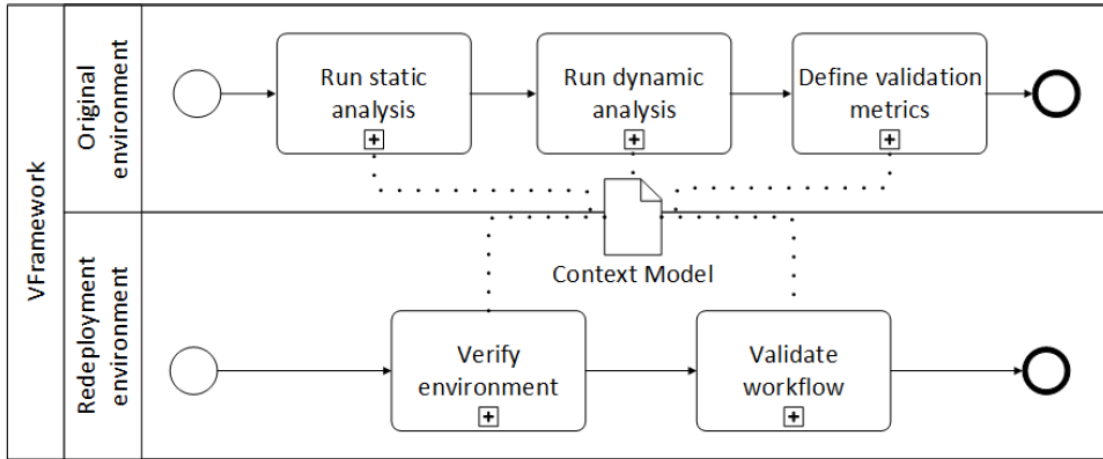 VFramework
Original
environment
Run static
analysis
Run dynamic
analysis
Define validation
metrics
Context Model
Redeployment
environment
Verify
environment
Validate
workflow